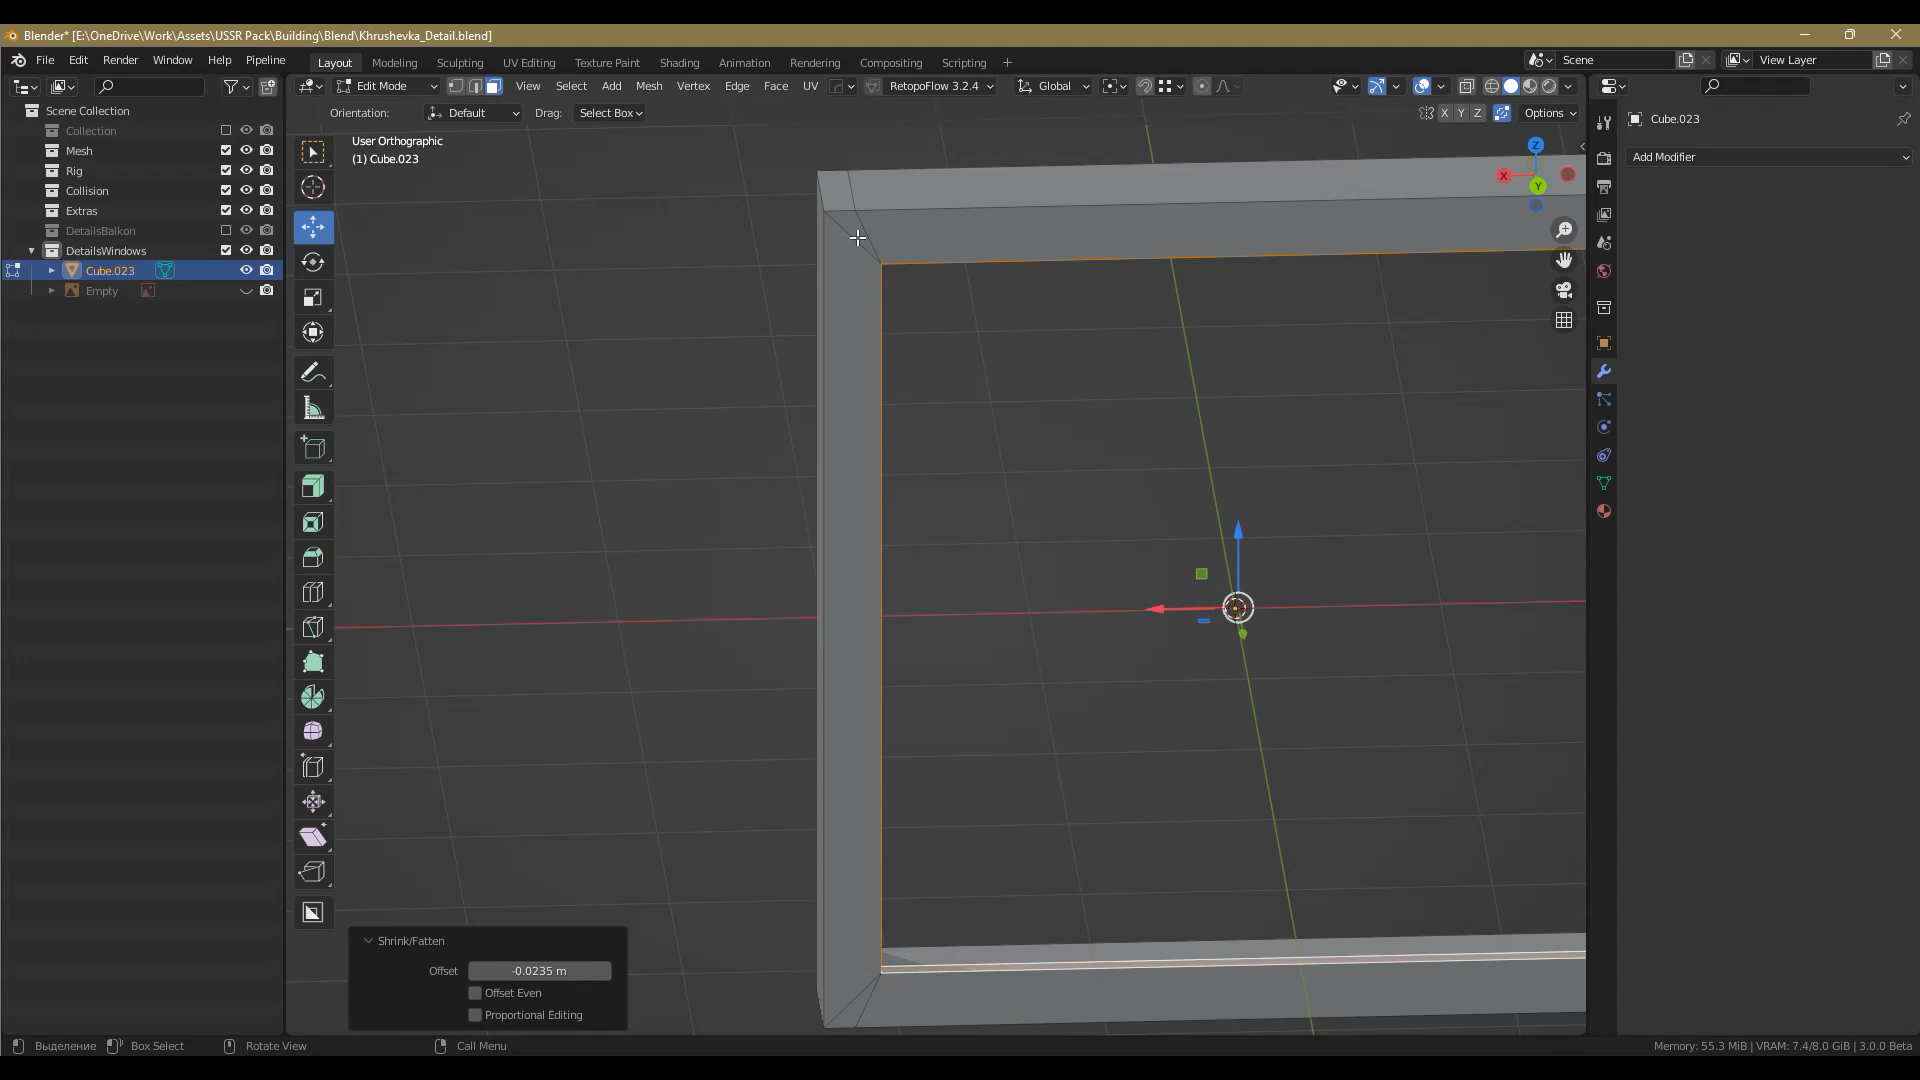 Blender* [E:\OneDrive\Work\Assets\USSR Pack\Building\Blend\Khrushevka_Detail.blend]
File Edit Render Window Help Pipeline Layout Modeling Sculpting UV Editing Texture Paint Shading Animation Rendering Compositing Scripting + Scene View Layer
Edit Mode View Select Add Mesh Vertex Edge Face UV RetopoFlow 3.2.4 Global
Orientation: Default Drag: Select Box X Y Z Options
Scene Collection
Collection
Mesh
Rig
Collision
Extras
DetailsBalkon
DetailsWindows
Cube.023
Empty
User Orthographic
(1) Cube.023
Z
X
Y
Cube.023
Add Modifier
Shrink/Fatten
Offset -0.0235 m
Offset Even
Proportional Editing
Выделение Box Select Rotate View Call Menu Memory: 55.3 MiB | VRAM: 7.4/8.0 GiB | 3.0.0 Beta